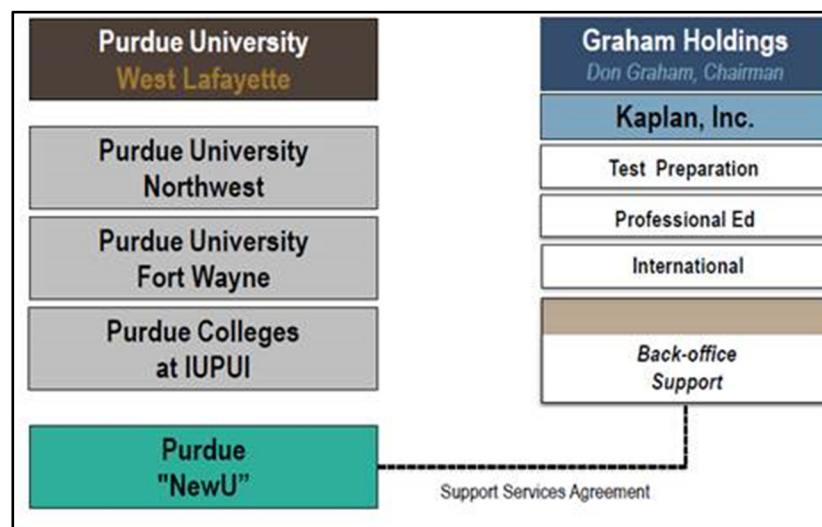 Purdue University
West Lafayette
Purdue University
Northwest
Purdue University
Fort Wayne
Purdue Colleges
at IUPUI
Purdue
"NewU”
Graham Holdings
Don Graham, Chairman
Kaplan, Inc.
Test Preparation
Professional Ed
International
Back-office
Support
Support Services Agreement